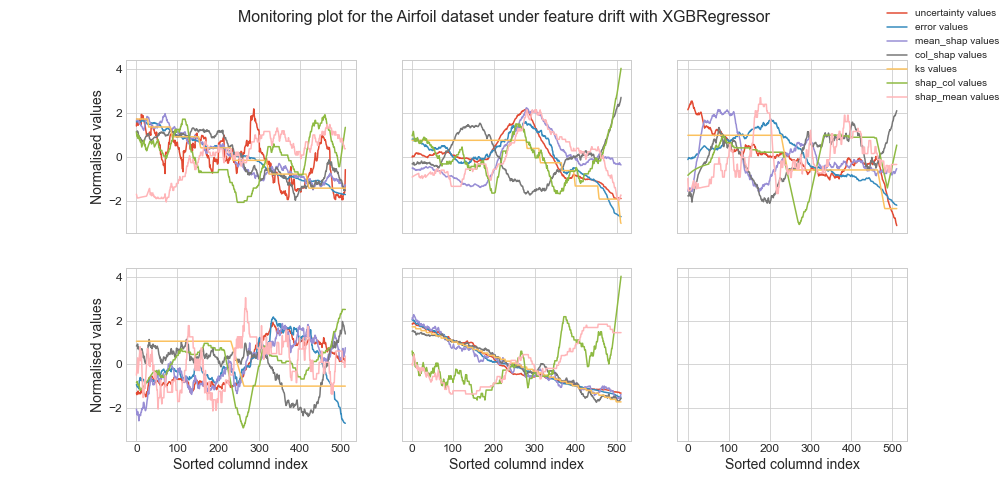 Monitoring plot for the Airfoil dataset under feature drift with XGBRegressor
uncertainty values
error values
mean_shap values
col_shap values
ks values
shap_col values
shap_mean values
Normalised values
4
2
0
−2
Normalised values
4
2
0
−2
0 100 200 300 400 500
0 100 200 300 400 500
0 100 200 300 400 500
Sorted columnd index
Sorted columnd index
Sorted columnd index